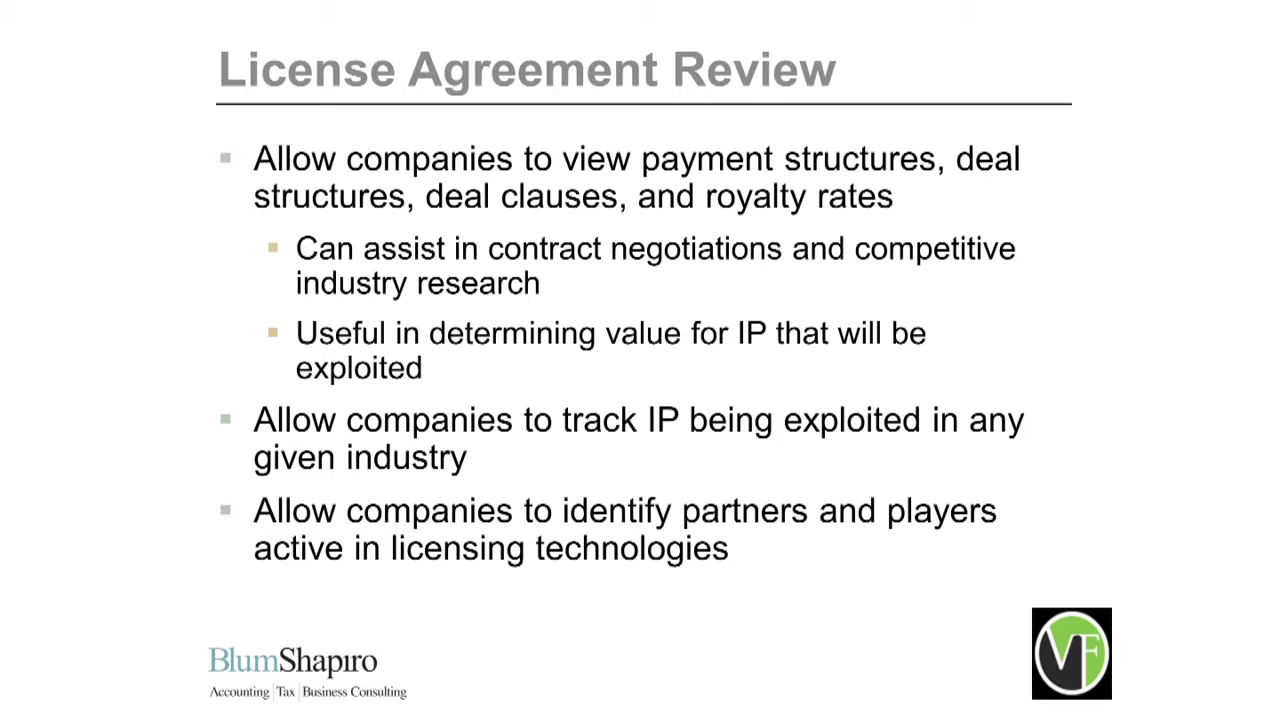 License Agreement Review
Allow companies to view payment structures, deal
structures, deal clauses, and royalty rates
Can assist in contract negotiations and competitive
industry research
Useful in determining value for IP that will be
exploited
Allow companies to track IP being exploited in any
given industry
Allow companies to identify partners and players
active in licensing technologies
BlumShapiro
Accounting | Tax | Business Consulting
VF